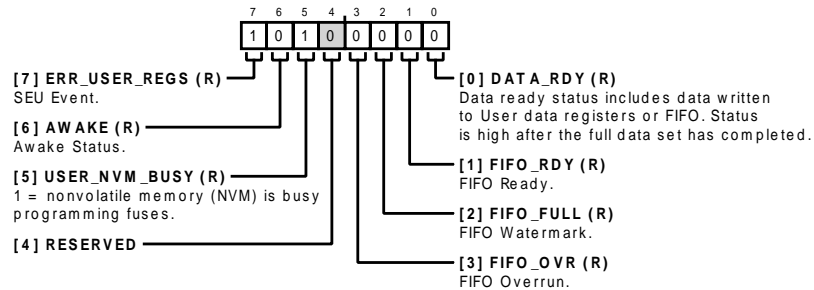 7 6 5 4 3 2 1 0
1 0 1 0 0 0 0 0
[7] ERR_USER_REGS (R)
SEU Event.
[6] AWAKE (R)
Awake Status.
[5] USER_NVM_BUSY (R)
1 = nonvolatile memory (NVM) is busy
programming fuses.
[4] RESERVED
[0] DATA_RDY (R)
Data ready status includes data written
to User data registers or FIFO. Status
is high after the full data set has completed.
[1] FIFO_RDY (R)
FIFO Ready.
[2] FIFO_FULL (R)
FIFO Watermark.
[3] FIFO_OVR (R)
FIFO Overrun.